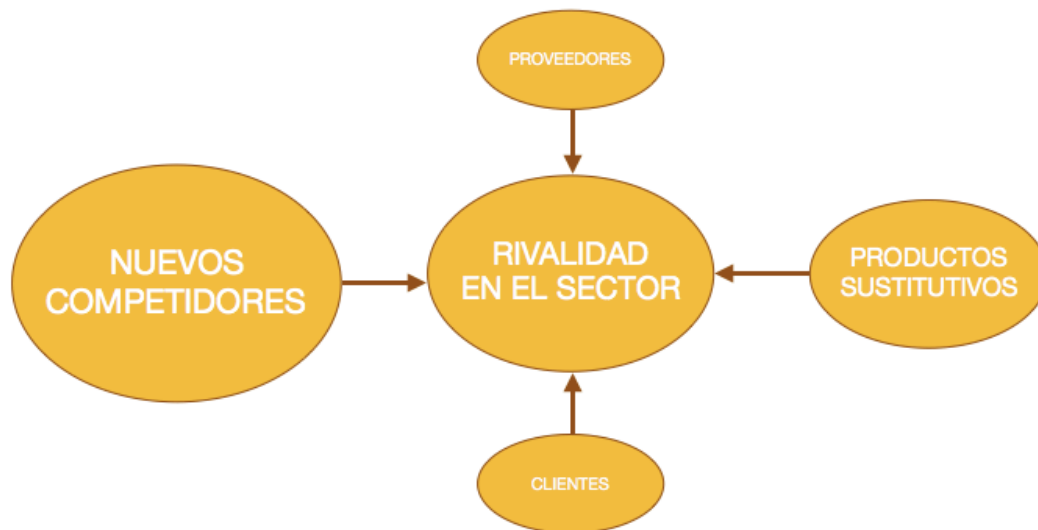 PROVEEDORES
NUEVOS
COMPETIDORES
RIVALIDAD
EN EL SECTOR
PRODUCTOS
SUSTITUTIVOS
CLIENTES